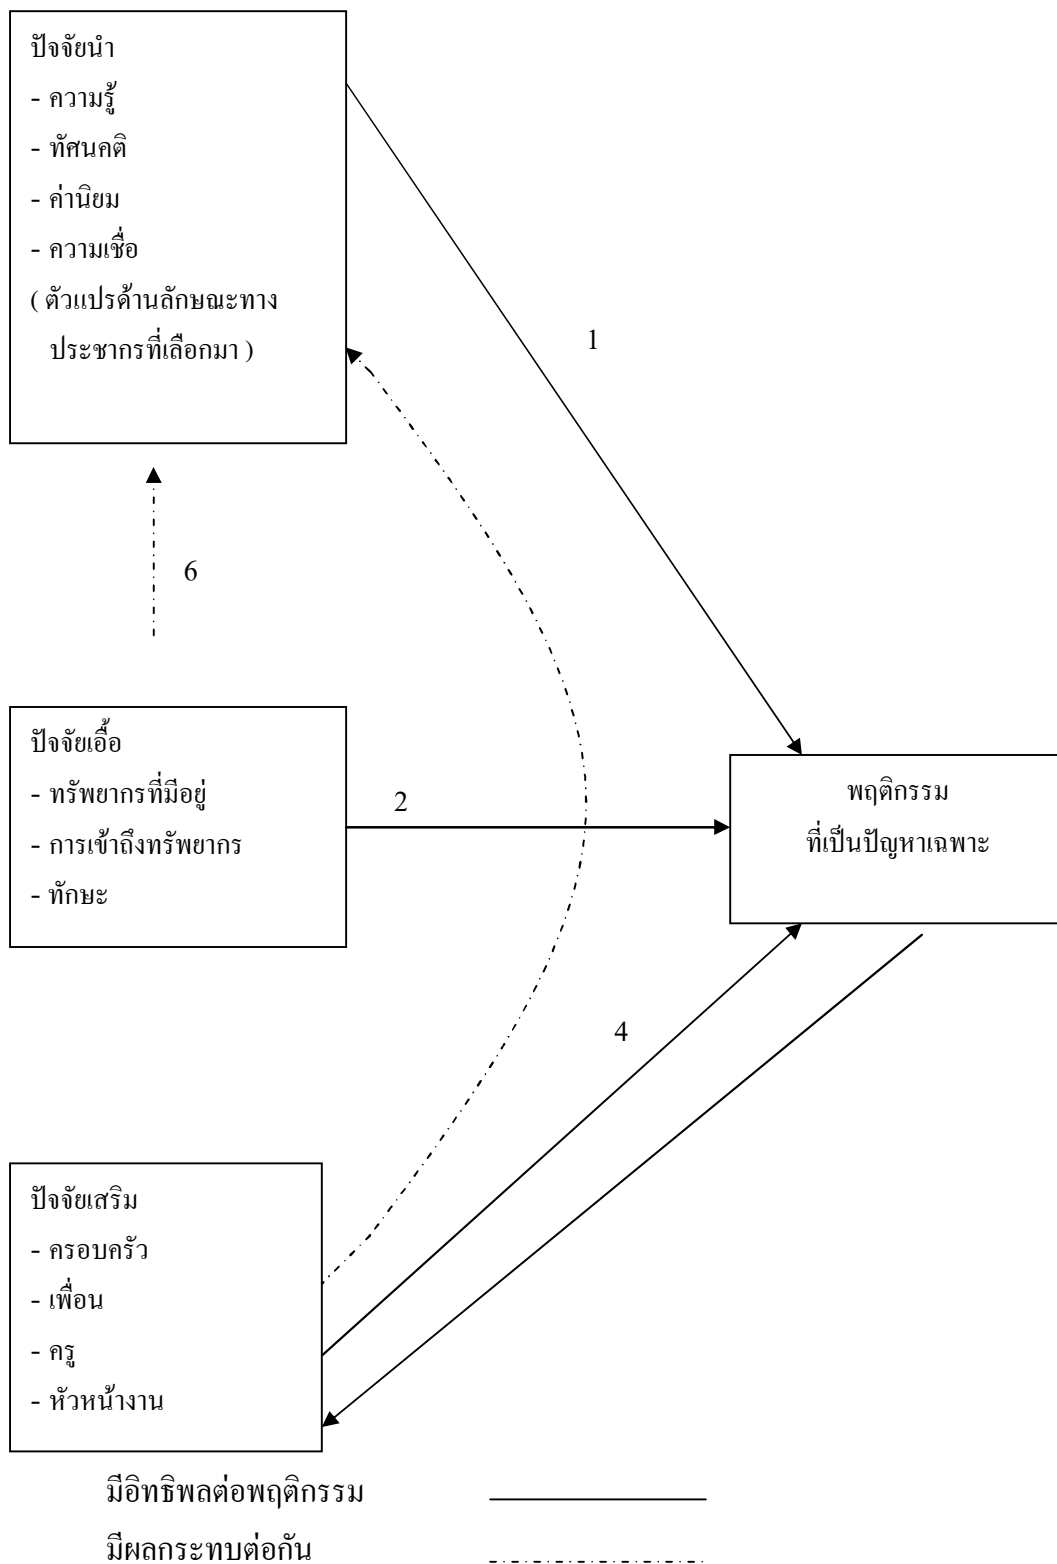 ปัจจัยนำ
- ความรู้
- ทัศนคติ
- ค่านิยม
- ความเชื่อ
( ตัวแปรด้านลักษณะทาง
ประชากรที่เลือกมา )
1
6
ปัจจัยเอื้อ
- ทรัพยากรที่มีอยู่
- การเข้าถึงทรัพยากร
- ทักษะ
2
พฤติกรรม
ที่เป็นปัญหาเฉพาะ
4
ปัจจัยเสริม
- ครอบครัว
- เพื่อน
- ครู
- หัวหน้างาน
มีอิทธิพลต่อพฤติกรรม
มีผลกระทบต่อกัน